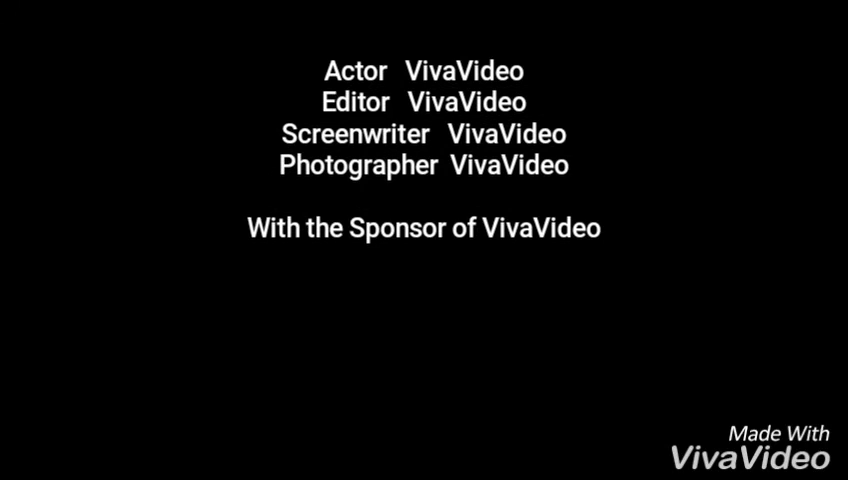 Actor VivaVideo
Editor VivaVideo
Screenwriter VivaVideo
Photographer VivaVideo
With the Sponsor of VivaVideo
Made With
VivaVideo